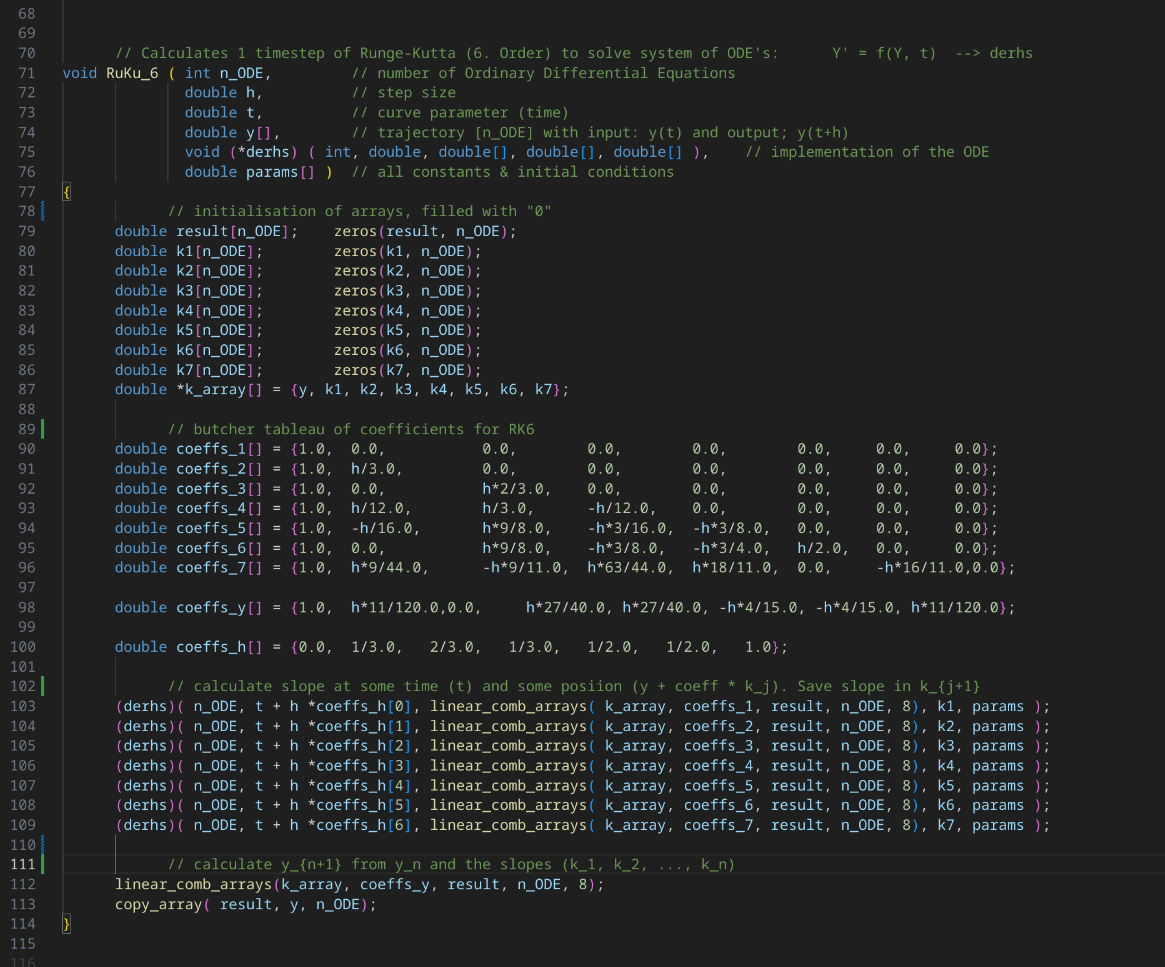 68
69
70 // Calculates 1 timestep of Runge-Kutta (6. Order) to solve system of ODE's: Y' = f(Y, t) --> derhs
71 void RuKu_6 ( int n_ODE, // number of Ordinary Differential Equations
72 double h, // step size
73 double t, // curve parameter (time)
74 double y[], // trajectory [n_ODE] with input: y(t) and output; y(t+h)
75 void (*derhs) ( int, double, double[], double[], double[] ), // implementation of the ODE
76 double params[] ) // all constants & initial conditions
77 {
78 // initialisation of arrays, filled with "0"
79 double result[n_ODE]; zeros(result, n_ODE);
80 double k1[n_ODE]; zeros(k1, n_ODE);
81 double k2[n_ODE]; zeros(k2, n_ODE);
82 double k3[n_ODE]; zeros(k3, n_ODE);
83 double k4[n_ODE]; zeros(k4, n_ODE);
84 double k5[n_ODE]; zeros(k5, n_ODE);
85 double k6[n_ODE]; zeros(k6, n_ODE);
86 double k7[n_ODE]; zeros(k7, n_ODE);
87 double *k_array[] = {y, k1, k2, k3, k4, k5, k6, k7};
88
89 // butcher tableau of coefficients for RK6
90 double coeffs_1[] = {1.0, 0.0, 0.0, 0.0, 0.0, 0.0, 0.0, 0.0};
91 double coeffs_2[] = {1.0, h/3.0, 0.0, 0.0, 0.0, 0.0, 0.0, 0.0};
92 double coeffs_3[] = {1.0, 0.0, h*2/3.0, 0.0, 0.0, 0.0, 0.0, 0.0};
93 double coeffs_4[] = {1.0, h/12.0, h/3.0, -h/12.0, 0.0, 0.0, 0.0, 0.0};
94 double coeffs_5[] = {1.0, -h/16.0, h*9/8.0, -h*3/16.0, -h*3/8.0, 0.0, 0.0, 0.0};
95 double coeffs_6[] = {1.0, 0.0, h*9/8.0, -h*3/8.0, -h*3/4.0, h/2.0, 0.0, 0.0};
96 double coeffs_7[] = {1.0, h*9/44.0, -h*9/11.0, h*63/44.0, h*18/11.0, 0.0, -h*16/11.0,0.0};
97
98 double coeffs_y[] = {1.0, h*11/120.0,0.0, h*27/40.0, h*27/40.0, -h*4/15.0, -h*4/15.0, h*11/120.0};
99
100 double coeffs_h[] = {0.0, 1/3.0, 2/3.0, 1/3.0, 1/2.0, 1/2.0, 1.0};
101
102 // calculate slope at some time (t) and some posiion (y + coeff * k_j). Save slope in k_{j+1}
103 (derhs)( n_ODE, t + h *coeffs_h[0], linear_comb_arrays( k_array, coeffs_1, result, n_ODE, 8), k1, params );
104 (derhs)( n_ODE, t + h *coeffs_h[1], linear_comb_arrays( k_array, coeffs_2, result, n_ODE, 8), k2, params );
105 (derhs)( n_ODE, t + h *coeffs_h[2], linear_comb_arrays( k_array, coeffs_3, result, n_ODE, 8), k3, params );
106 (derhs)( n_ODE, t + h *coeffs_h[3], linear_comb_arrays( k_array, coeffs_4, result, n_ODE, 8), k4, params );
107 (derhs)( n_ODE, t + h *coeffs_h[4], linear_comb_arrays( k_array, coeffs_5, result, n_ODE, 8), k5, params );
108 (derhs)( n_ODE, t + h *coeffs_h[5], linear_comb_arrays( k_array, coeffs_6, result, n_ODE, 8), k6, params );
109 (derhs)( n_ODE, t + h *coeffs_h[6], linear_comb_arrays( k_array, coeffs_7, result, n_ODE, 8), k7, params );
110
111 // calculate y_{n+1} from y_n and the slopes (k_1, k_2, ..., k_n)
112 linear_comb_arrays(k_array, coeffs_y, result, n_ODE, 8);
113 copy_array( result, y, n_ODE);
114 }
115
116